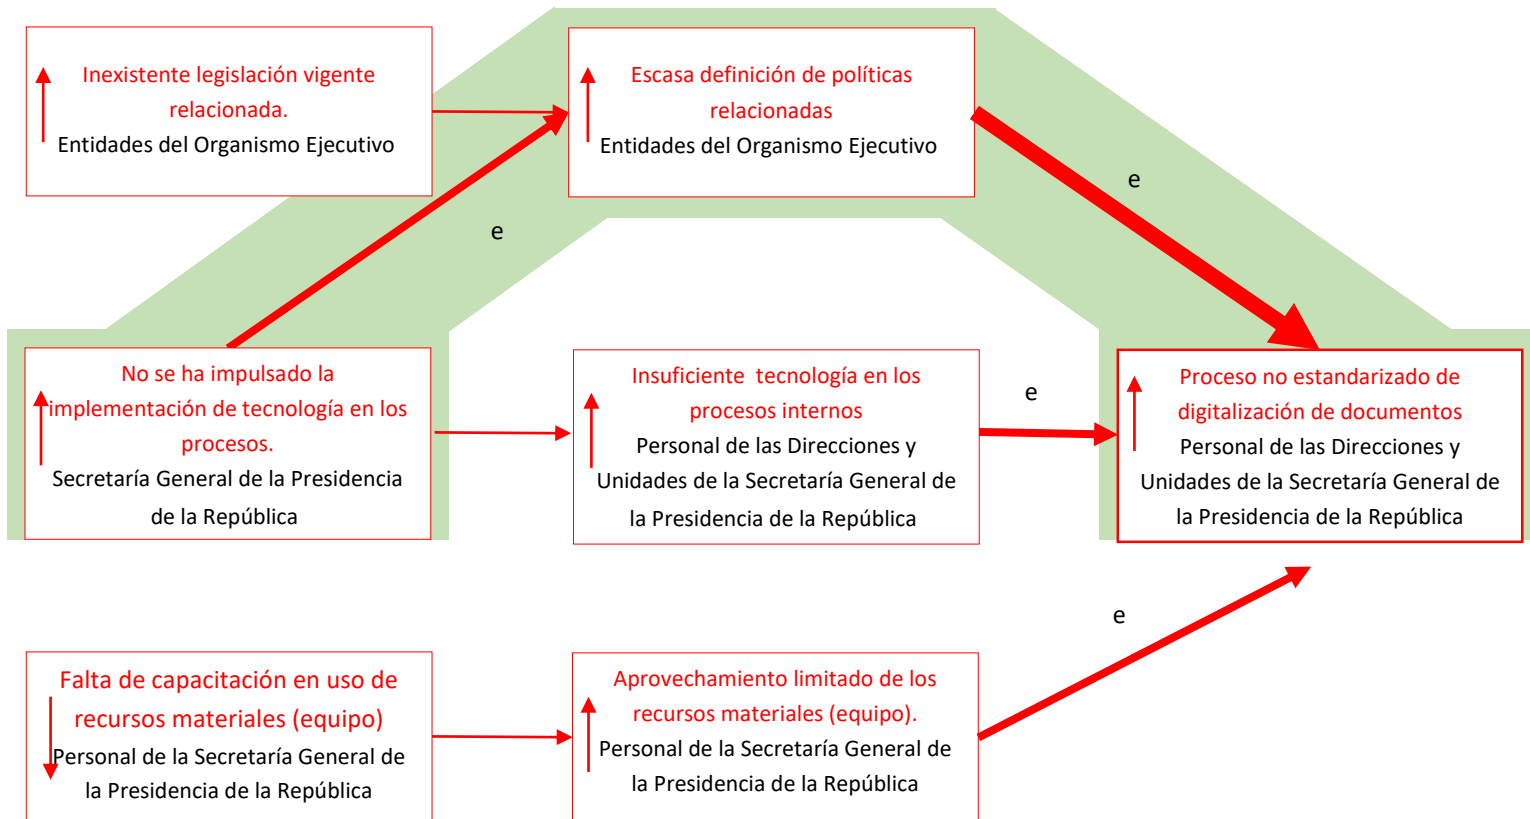 Inexistente legislación vigente
relacionada.
Entidades del Organismo Ejecutivo
Escasa definición de políticas
relacionadas
Entidades del Organismo Ejecutivo
e
e
No se ha impulsado la
implementación de tecnología en los
procesos.
Secretaría General de la Presidencia
de la República
Insuficiente tecnología en los
procesos internos
Personal de las Direcciones y
Unidades de la Secretaría General de
la Presidencia de la República
e
Proceso no estandarizado de
digitalización de documentos
Personal de las Direcciones y
Unidades de la Secretaría General de
la Presidencia de la República
e
Falta de capacitación en uso de
recursos materiales (equipo)
Personal de la Secretaría General de
la Presidencia de la República
Aprovechamiento limitado de los
recursos materiales (equipo).
Personal de la Secretaría General de
la Presidencia de la República